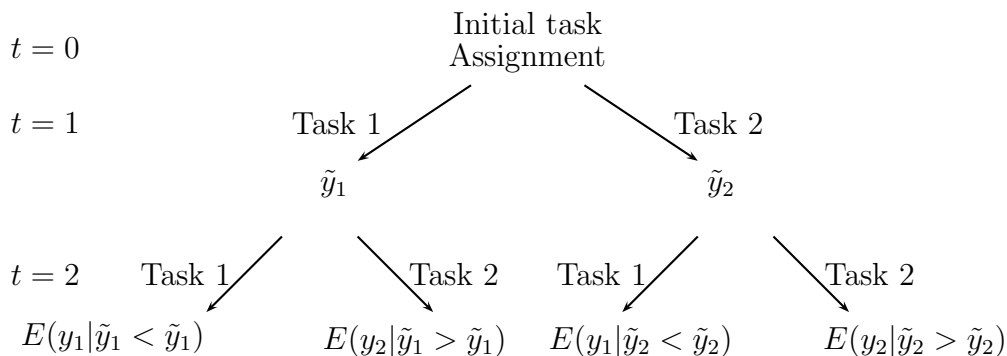 Initial task
t = 0 Assignment
t = 1 Task 1 Task 2
ỹ₁ ỹ₂
t = 2 Task 1 Task 2 Task 1 Task 2
E(y₁|ỹ₁ < ỹ₁) E(y₂|ỹ₁ > ỹ₁) E(y₁|ỹ₂ < ỹ₂) E(y₂|ỹ₂ > ỹ₂)